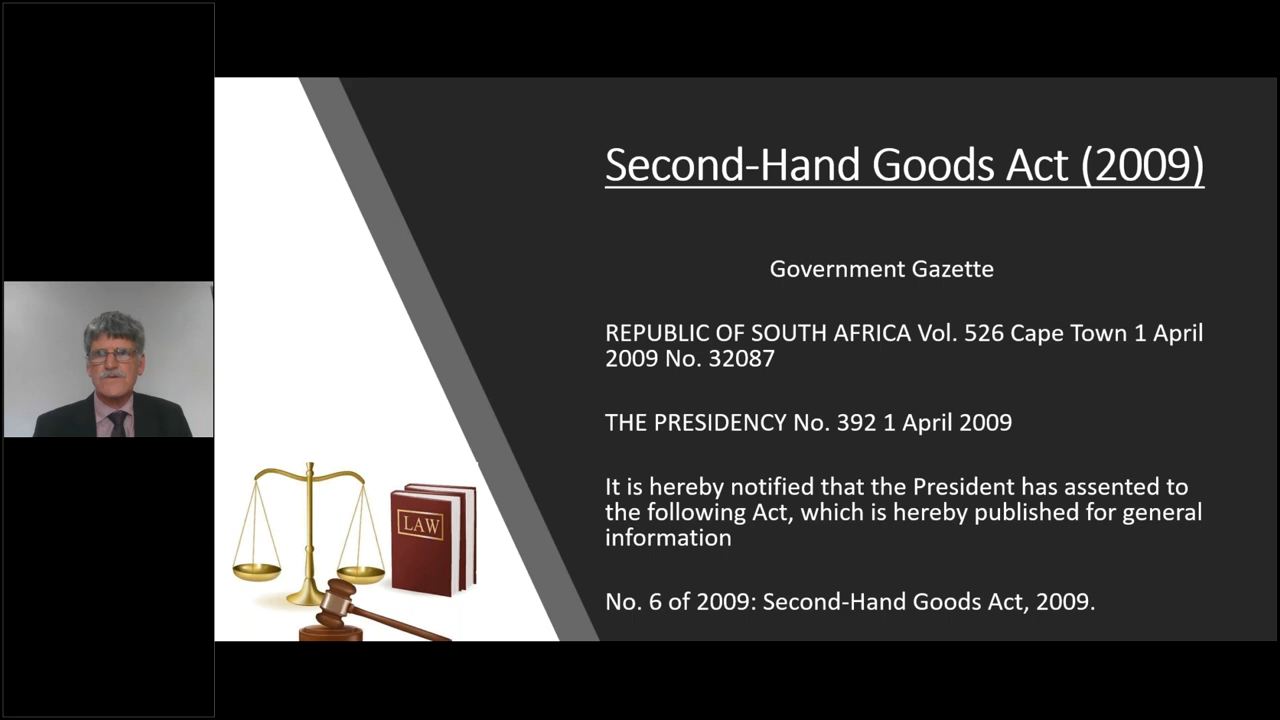 Second-Hand Goods Act (2009)
Government Gazette
REPUBLIC OF SOUTH AFRICA Vol. 526 Cape Town 1 April
2009 No. 32087
THE PRESIDENCY No. 392 1 April 2009
It is hereby notified that the President has assented to
the following Act, which is hereby published for general
information
No. 6 of 2009: Second-Hand Goods Act, 2009.
LAW